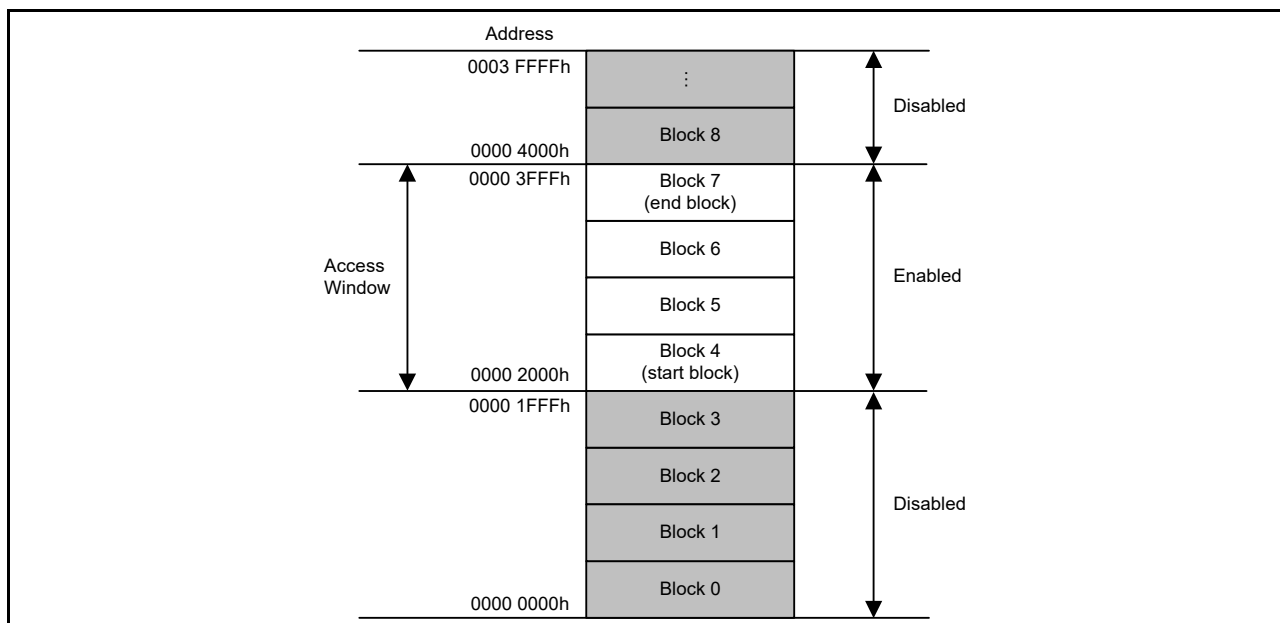 Address
0003 FFFFh
⋮
Disabled
Block 8
0000 4000h
0000 3FFFh
Block 7
(end block)
Block 6
Access
Window
Enabled
Block 5
Block 4
(start block)
0000 2000h
0000 1FFFh
Block 3
Block 2
Disabled
Block 1
Block 0
0000 0000h